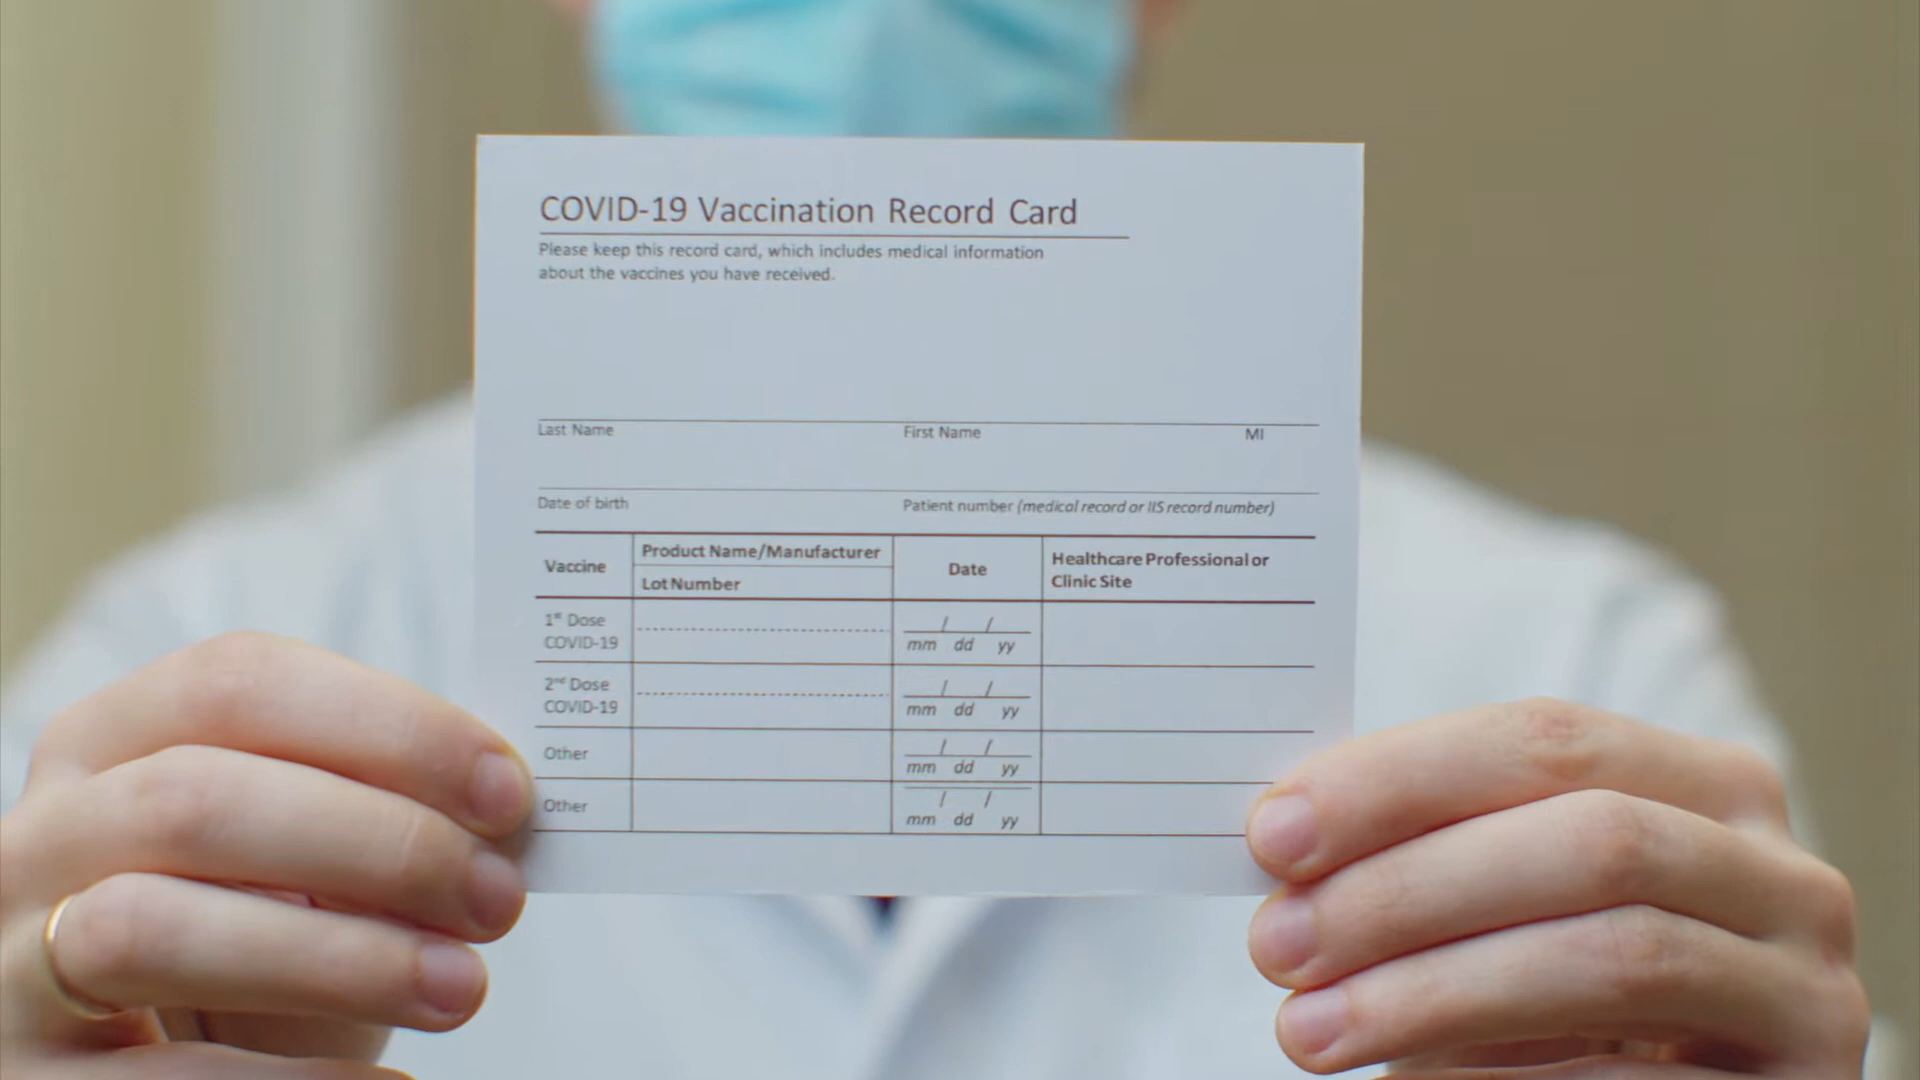 COVID-19 Vaccination Record Card
Please keep this record card, which includes medical information
about the vaccines you have received.
Last Name First Name MI
Date of birth Patient number (medical record or IIS record number)
Vaccine Product Name/Manufacturer Date Healthcare Professional or
Lot Number Clinic Site
1st Dose
COVID-19 / / mm dd yy
2nd Dose
COVID-19 / / mm dd yy
Other / / mm dd yy
Other / / mm dd yy